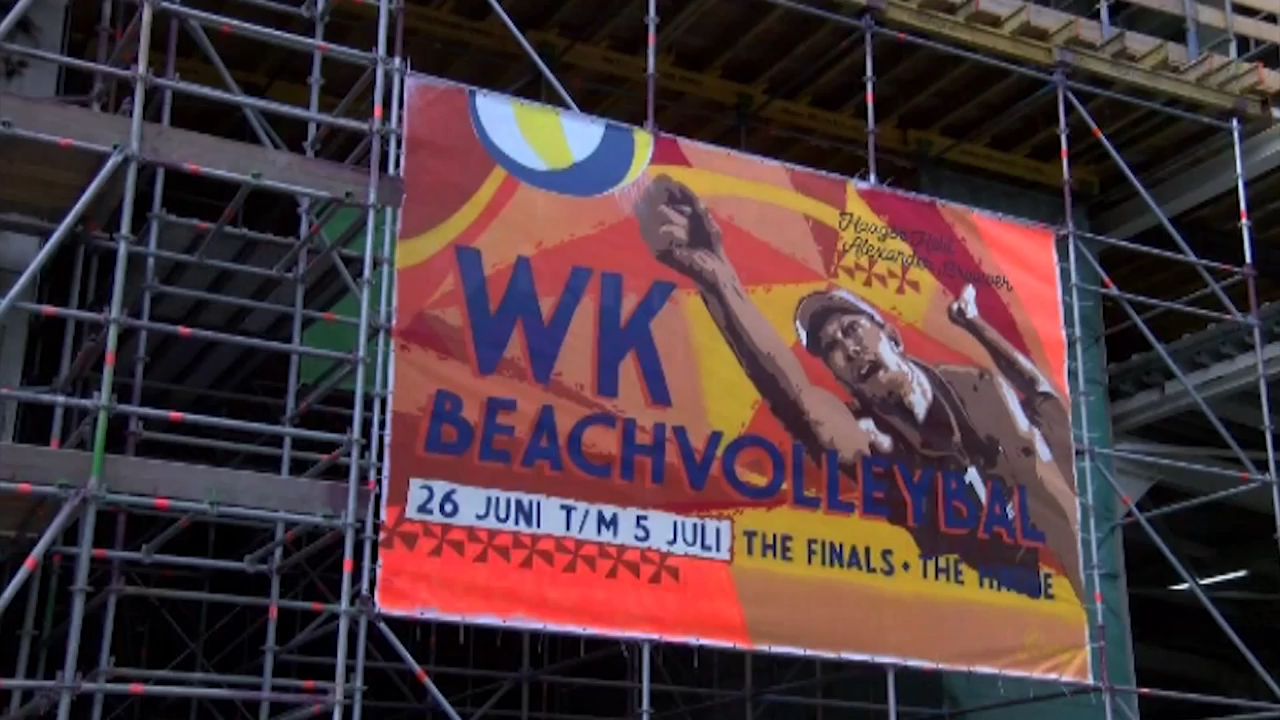 Haagse Held
Alexander Brouwer
WK
BEACHVOLLEYBAL
26 JUNI T/M 5 JULI
THE FINALS • THE HAGUE